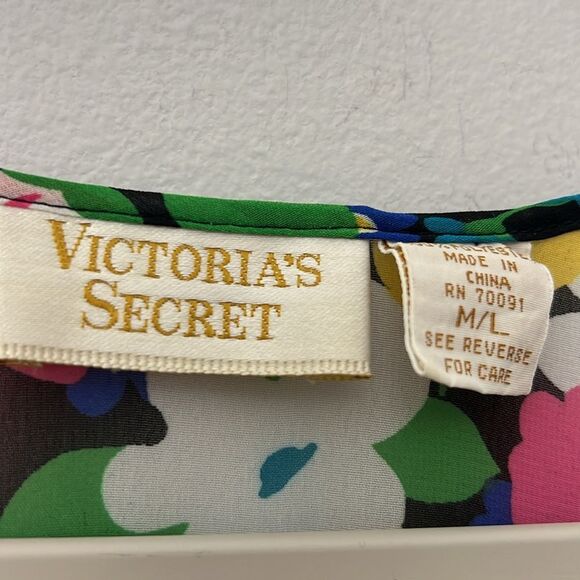 VICTORIA'S
SECRET
MADE IN
CHINA
RN 70091
M/L
SEE REVERSE
FOR CARE